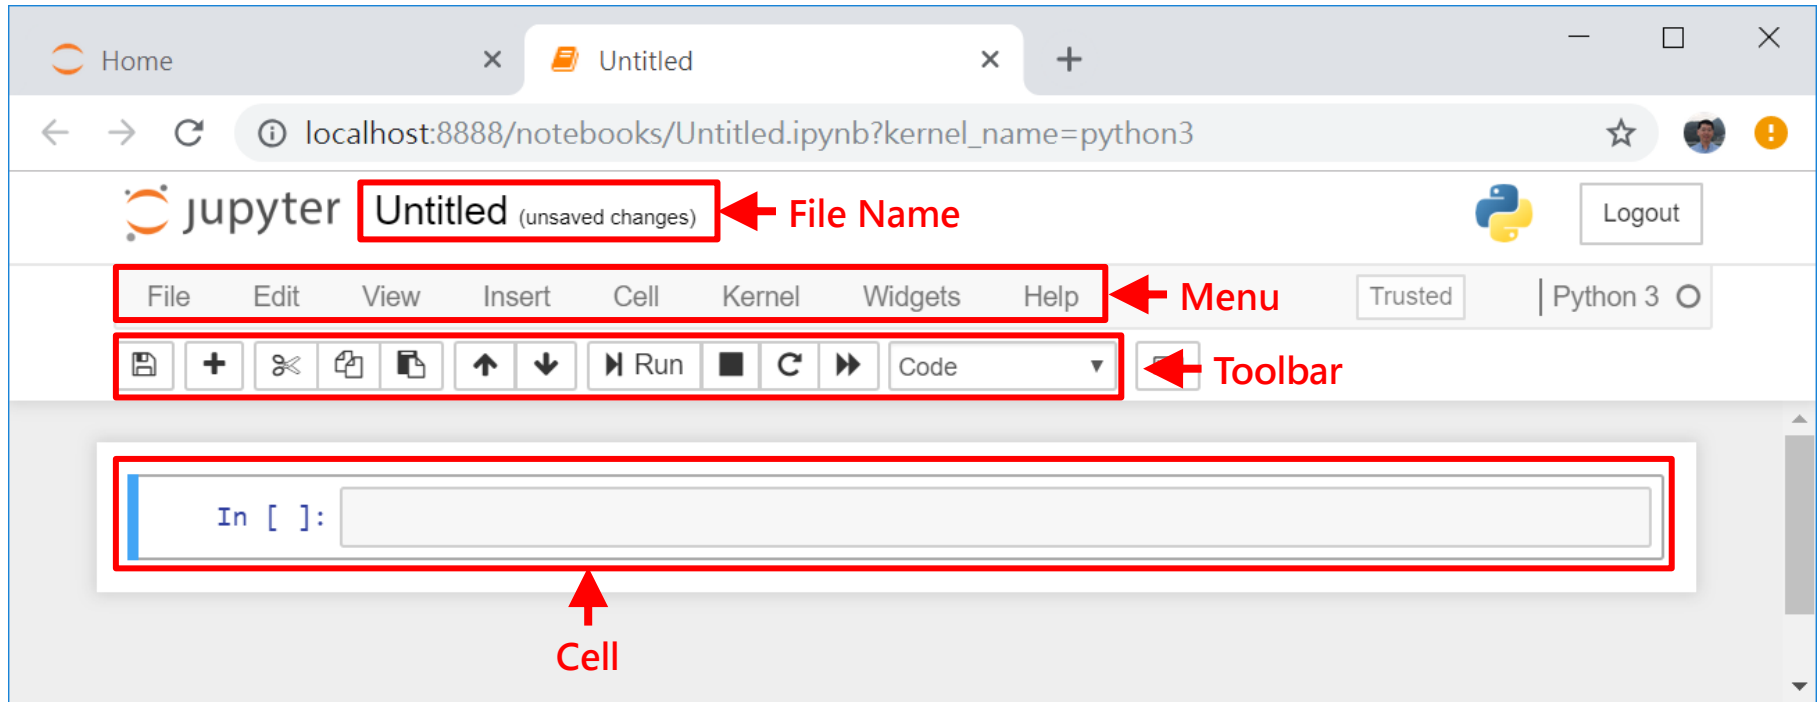 Home
Untitled
localhost:8888/notebooks/Untitled.ipynb?kernel_name=python3
jupyter Untitled (unsaved changes) File Name Logout
File Edit View Insert Cell Kernel Widgets Help Menu Trusted Python 3
Run Code Toolbar
In [ ]:
Cell